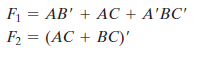 F₁ = AB' + AC + A'BC'
F₂ = (AC + BC)'